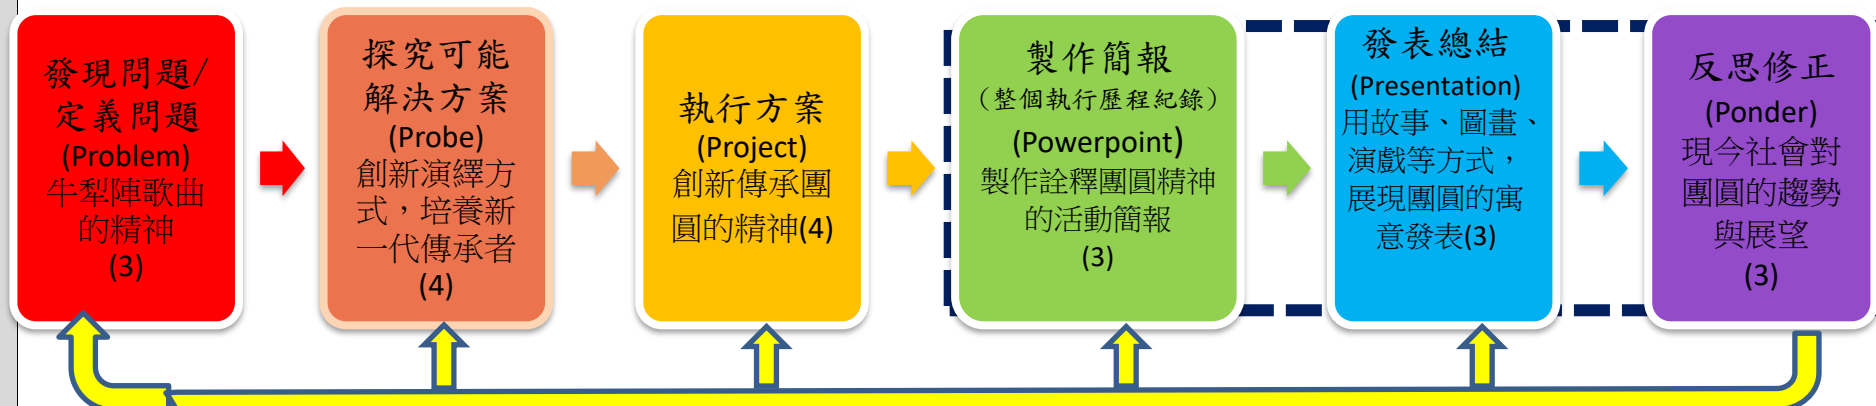 發現問題/
定義問題
(Problem)
牛犁陣歌曲
的精神
(3)
探究可能
解決方案
(Probe)
創新演繹方
式，培養新
一代傳承者
(4)
執行方案
(Project)
創新傳承團
圓的精神(4)
製作簡報
（整個執行歷程紀錄）
(Powerpoint)
製作詮釋團圓精神
的活動簡報
(3)
發表總結
(Presentation)
用故事、圖畫、
演戲等方式，
展現團圓的寓
意發表(3)
反思修正
(Ponder)
現今社會對
團圓的趨勢
與展望
(3)